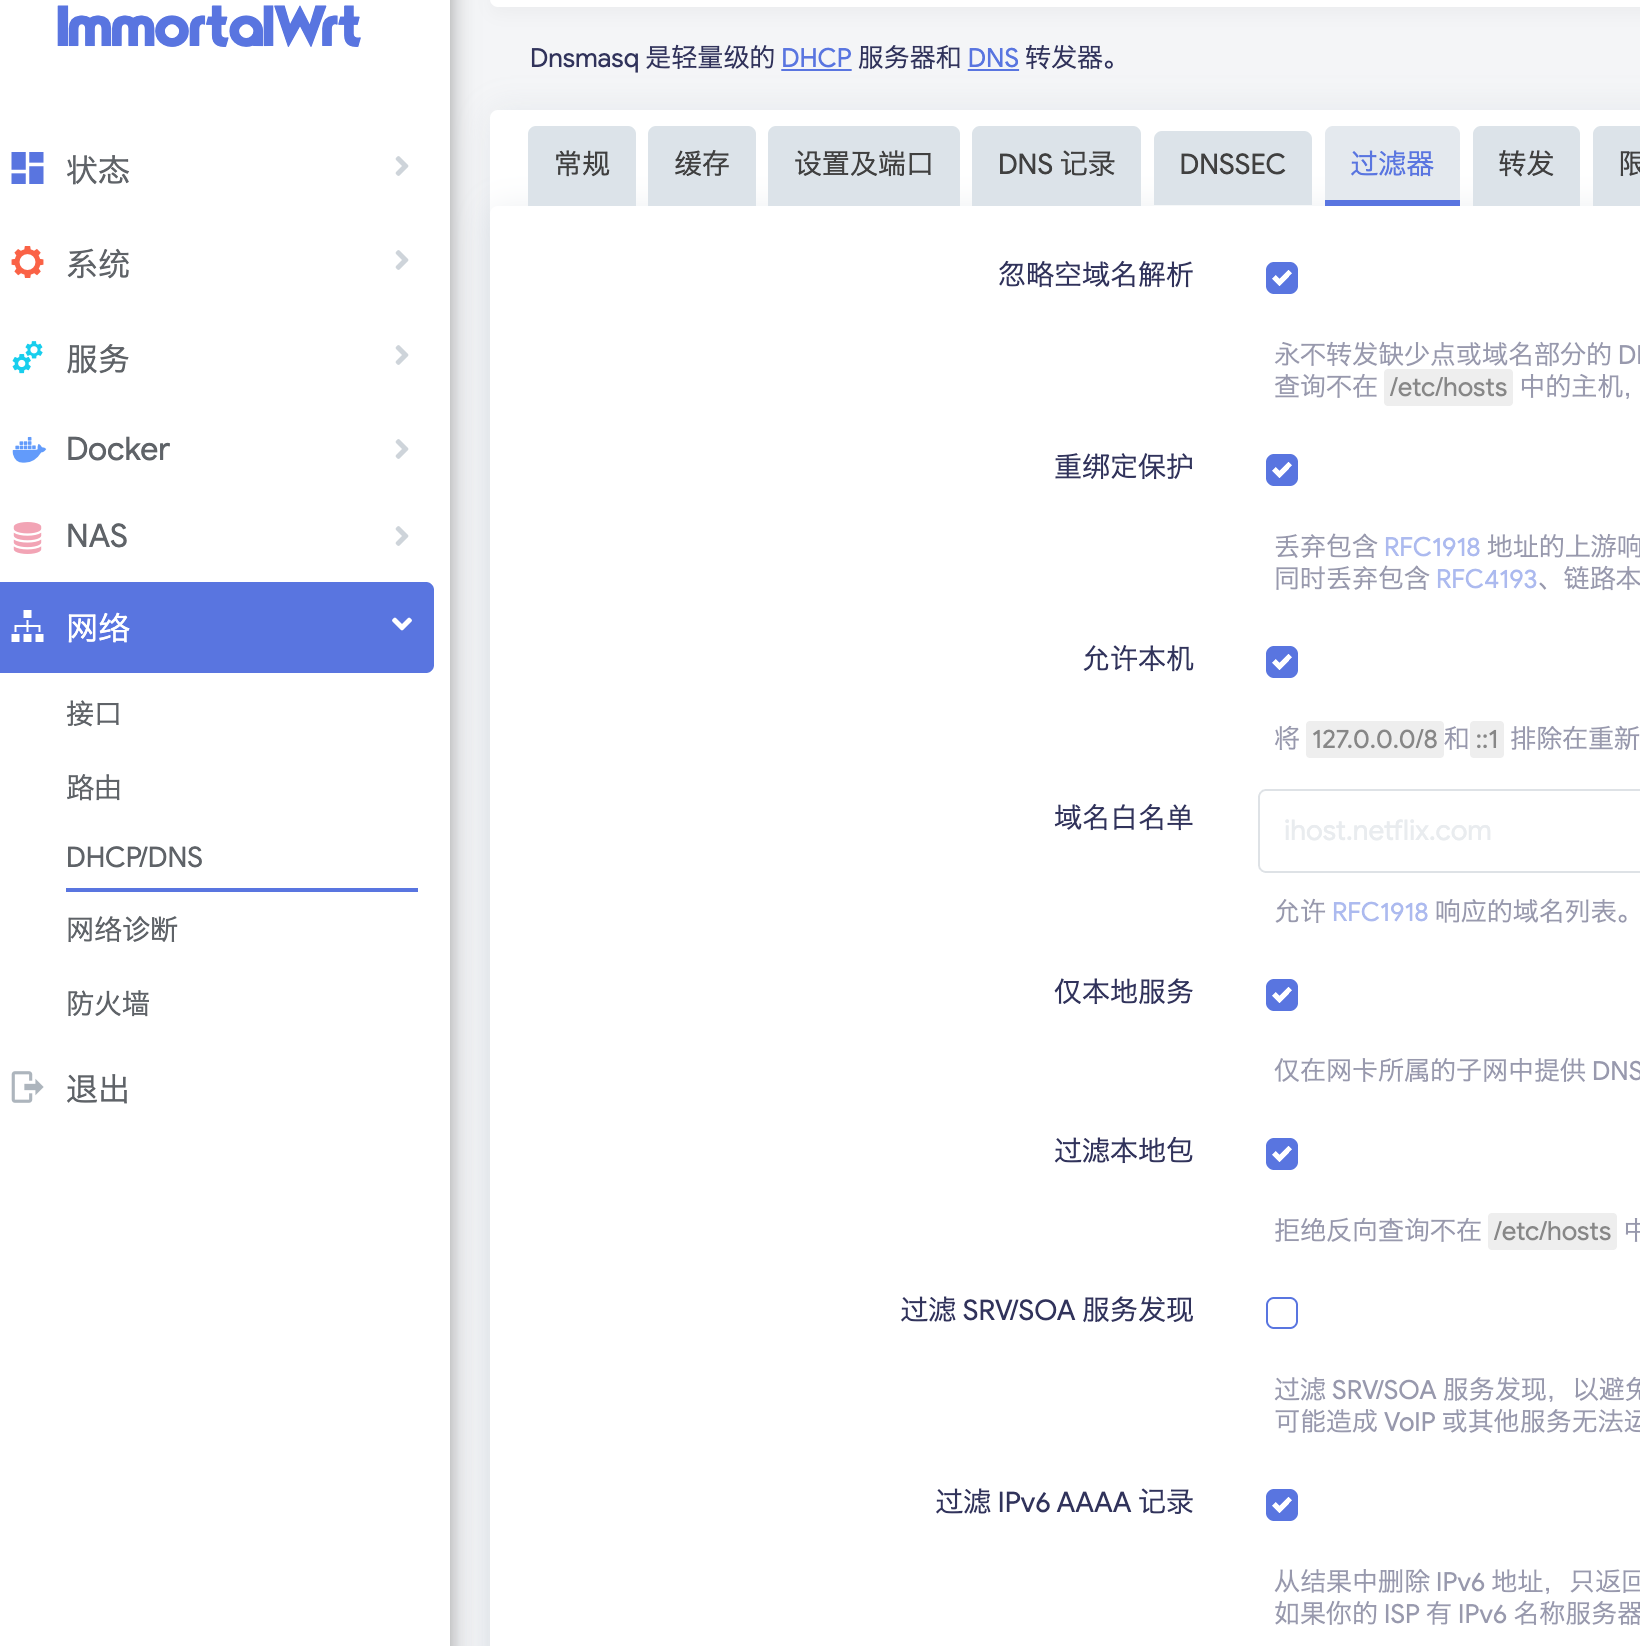 ImmortalWrt
状态
系统
服务
Docker
NAS
网络
接口
路由
DHCP/DNS
网络诊断
防火墙
退出
Dnsmasq 是轻量级的 DHCP 服务器和 DNS 转发器。
常规 缓存 设置及端口 DNS 记录 DNSSEC 过滤器 转发 限
忽略空域名解析
永不转发缺少点或域名部分的
查询不在 /etc/hosts 中的主机，
重绑定保护
丢弃包含 RFC1918 地址的上游响
同时丢弃包含 RFC4193、链路本
允许本机
将 127.0.0.0/8 和 ::1 排除在重新
域名白名单
ihost.netflix.com
允许 RFC1918 响应的域名列表。
仅本地服务
仅在网卡所属的子网中提供 DNS
过滤本地包
拒绝反向查询不在 /etc/hosts 中
过滤 SRV/SOA 服务发现
过滤 SRV/SOA 服务发现，以避免
可能造成 VoIP 或其他服务无法运
过滤 IPv6 AAAA 记录
从结果中删除 IPv6 地址，只返回
如果你的 ISP 有 IPv6 名称服务器